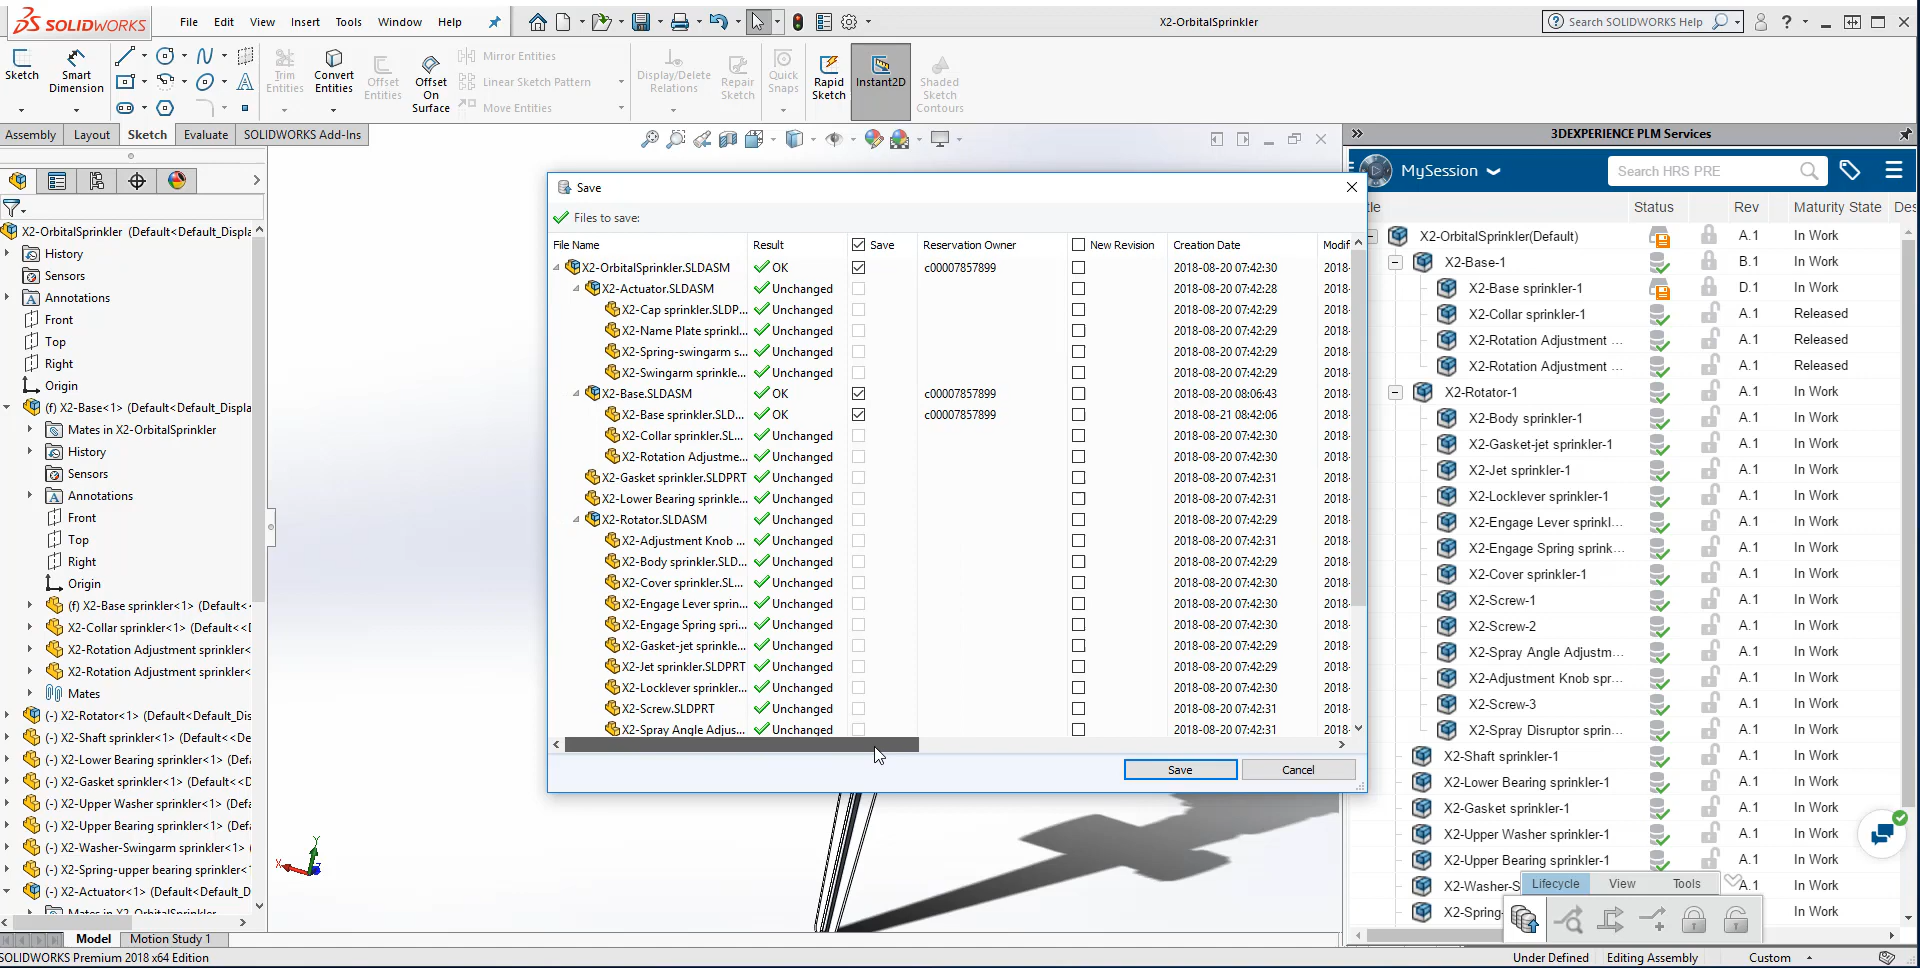 SOLIDWORKS File Edit View Insert Tools Window Help X2-OrbitalSprinkler Search SOLIDWORKS Help
Sketch
Smart Dimension
Trim Entities
Convert Entities
Offset Entities
Offset On Surface
Mirror Entities
Linear Sketch Pattern
Move Entities
Display/Delete Relations
Repair Sketch
Quick Snaps
Rapid Sketch
Instant2D
Shaded Sketch Contours
Assembly Layout Sketch Evaluate SOLIDWORKS Add-Ins
X2-OrbitalSprinkler (Default<Default_Displa
History
Sensors
Annotations
Front
Top
Right
Origin
(f) X2-Base<1> (Default<Default_Displa
Mates in X2-OrbitalSprinkler
History
Sensors
Annotations
Front
Top
Right
Origin
(f) X2-Base sprinkler<1> (Default<
X2-Collar sprinkler<1> (Default<<D
X2-Rotation Adjustment sprinkler<
X2-Rotation Adjustment sprinkler<
Mates
(-) X2-Rotator<1> (Default<Default_Dis
(-) X2-Shaft sprinkler<1> (Default<<De
(-) X2-Lower Bearing sprinkler<1> (Def
(-) X2-Gasket sprinkler<1> (Default<<D
(-) X2-Upper Washer sprinkler<1> (Def
(-) X2-Upper Bearing sprinkler<1> (Def
(-) X2-Washer-Swingarm sprinkler<1> (
(-) X2-Spring-upper bearing sprinkler<
(-) X2-Actuator<1> (Default<Default_D
Mates in X2-OrbitalSprinkler
Model Motion Study 1
SOLIDWORKS Premium 2018 x64 Edition
Save
Files to save:
File Name Result Save Reservation Owner New Revision Creation Date Modif
X2-OrbitalSprinkler.SLDASM OK c00007857899 2018-08-20 07:42:30 2018-
X2-Actuator.SLDASM Unchanged 2018-08-20 07:42:28 2018-
X2-Cap sprinkler.SLDP... Unchanged 2018-08-20 07:42:29 2018-
X2-Name Plate sprinkl... Unchanged 2018-08-20 07:42:29 2018-
X2-Spring-swingarm s... Unchanged 2018-08-20 07:42:29 2018-
X2-Swingarm sprinkle... Unchanged 2018-08-20 07:42:29 2018-
X2-Base.SLDASM OK c00007857899 2018-08-20 08:06:43 2018-
X2-Base sprinkler.SLD... OK c00007857899 2018-08-21 08:42:06 2018-
X2-Collar sprinkler.SL... Unchanged 2018-08-20 07:42:30 2018-
X2-Rotation Adjustme... Unchanged 2018-08-20 07:42:30 2018-
X2-Gasket sprinkler.SLDPRT Unchanged 2018-08-20 07:42:31 2018-
X2-Lower Bearing sprinkle... Unchanged 2018-08-20 07:42:31 2018-
X2-Rotator.SLDASM Unchanged 2018-08-20 07:42:29 2018-
X2-Adjustment Knob ... Unchanged 2018-08-20 07:42:31 2018-
X2-Body sprinkler.SLD... Unchanged 2018-08-20 07:42:29 2018-
X2-Cover sprinkler.SL... Unchanged 2018-08-20 07:42:30 2018-
X2-Engage Lever sprin... Unchanged 2018-08-20 07:42:30 2018-
X2-Engage Spring spri... Unchanged 2018-08-20 07:42:30 2018-
X2-Gasket-jet sprinkle... Unchanged 2018-08-20 07:42:29 2018-
X2-Jet sprinkler.SLDPRT Unchanged 2018-08-20 07:42:29 2018-
X2-Locklever sprinkler... Unchanged 2018-08-20 07:42:30 2018-
X2-Screw.SLDPRT Unchanged 2018-08-20 07:42:31 2018-
X2-Spray Angle Adjus... Unchanged 2018-08-20 07:42:31 2018-
Save Cancel
3DEXPERIENCE PLM Services
MySession Search HRS PRE
tle Status Rev Maturity State Des
X2-OrbitalSprinkler(Default) A.1 In Work
X2-Base-1 B.1 In Work
X2-Base sprinkler-1 D.1 In Work
X2-Collar sprinkler-1 A.1 Released
X2-Rotation Adjustment ... A.1 Released
X2-Rotation Adjustment ... A.1 Released
X2-Rotator-1 A.1 In Work
X2-Body sprinkler-1 A.1 In Work
X2-Gasket-jet sprinkler-1 A.1 In Work
X2-Jet sprinkler-1 A.1 In Work
X2-Locklever sprinkler-1 A.1 In Work
X2-Engage Lever sprinkl... A.1 In Work
X2-Engage Spring sprink... A.1 In Work
X2-Cover sprinkler-1 A.1 In Work
X2-Screw-1 A.1 In Work
X2-Screw-2 A.1 In Work
X2-Spray Angle Adjustm... A.1 In Work
X2-Adjustment Knob spr... A.1 In Work
X2-Screw-3 A.1 In Work
X2-Spray Disruptor sprin... A.1 In Work
X2-Shaft sprinkler-1 A.1 In Work
X2-Lower Bearing sprinkler-1 A.1 In Work
X2-Gasket sprinkler-1 A.1 In Work
X2-Upper Washer sprinkler-1 A.1 In Work
X2-Upper Bearing sprinkler-1 A.1 In Work
X2-Washer-S A.1 In Work
X2-Spring- In Work
Lifecycle View Tools
Under Defined Editing Assembly Custom
X Y